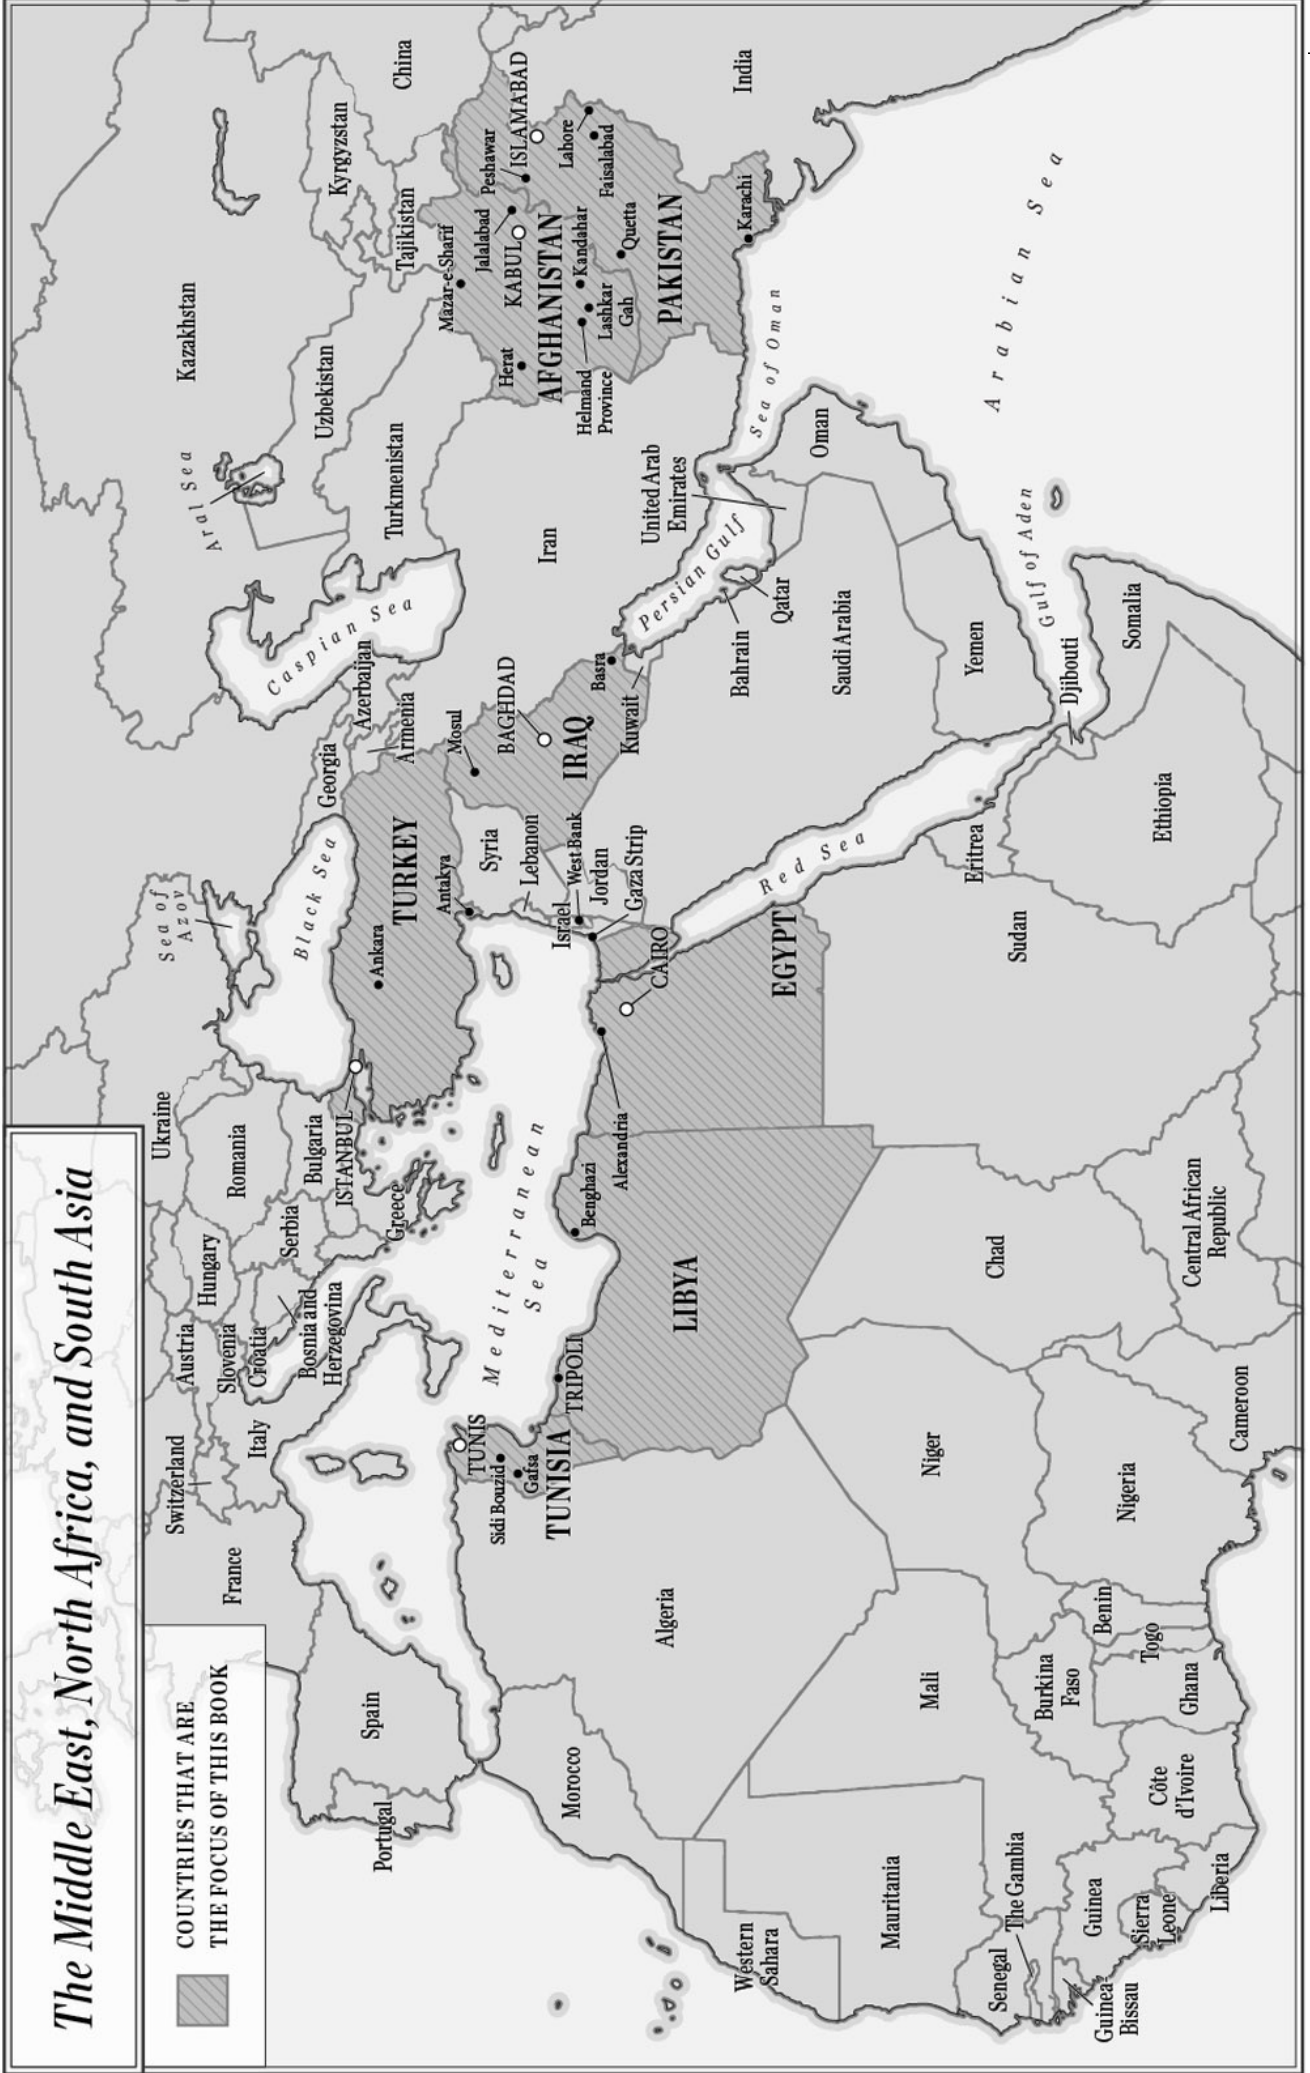 The Middle East, North Africa, and South Asia
COUNTRIES THAT ARE
THE FOCUS OF THIS BOOK
Portugal
Spain
France
Switzerland
Italy
Austria
Slovenia
Croatia
Bosnia and
Herzegovina
Hungary
Serbia
Romania
Bulgaria
Greece
Ukraine
Sea of
Azov
Black Sea
Georgia
Armenia
Azerbaijan
Caspian Sea
Aral Sea
Kazakhstan
Uzbekistan
Turkmenistan
Kyrgyzstan
Tajikistan
China
India
ISTANBUL
Ankara
TURKEY
Antakya
Mediterranean
Sea
Syria
Lebanon
Israel
West Bank
Jordan
Gaza Strip
Mosul
BAGHDAD
IRAQ
Basra
Kuwait
Iran
Persian Gulf
Bahrain
Qatar
United Arab
Emirates
Saudi Arabia
Oman
Yemen
Sea of Oman
Arabian Sea
Gulf of Aden
Red Sea
Mazar-e-Sharif
Herat
Jalalabad
KABUL
AFGHANISTAN
Kandahar
Lashkar
Gah
Helmand
Province
Peshawar
ISLAMABAD
Lahore
Faisalabad
Quetta
PAKISTAN
Karachi
Morocco
Western
Sahara
Algeria
TUNIS
Sidi Bouzid
Gafsa
TUNISIA
TRIPOLI
Benghazi
LIBYA
Alexandria
CAIRO
EGYPT
Mauritania
Mali
Niger
Chad
Sudan
Eritrea
Djibouti
Ethiopia
Somalia
Senegal
The Gambia
Guinea-
Bissau
Guinea
Sierra
Leone
Liberia
Côte
d'Ivoire
Burkina
Faso
Ghana
Togo
Benin
Nigeria
Cameroon
Central African
Republic